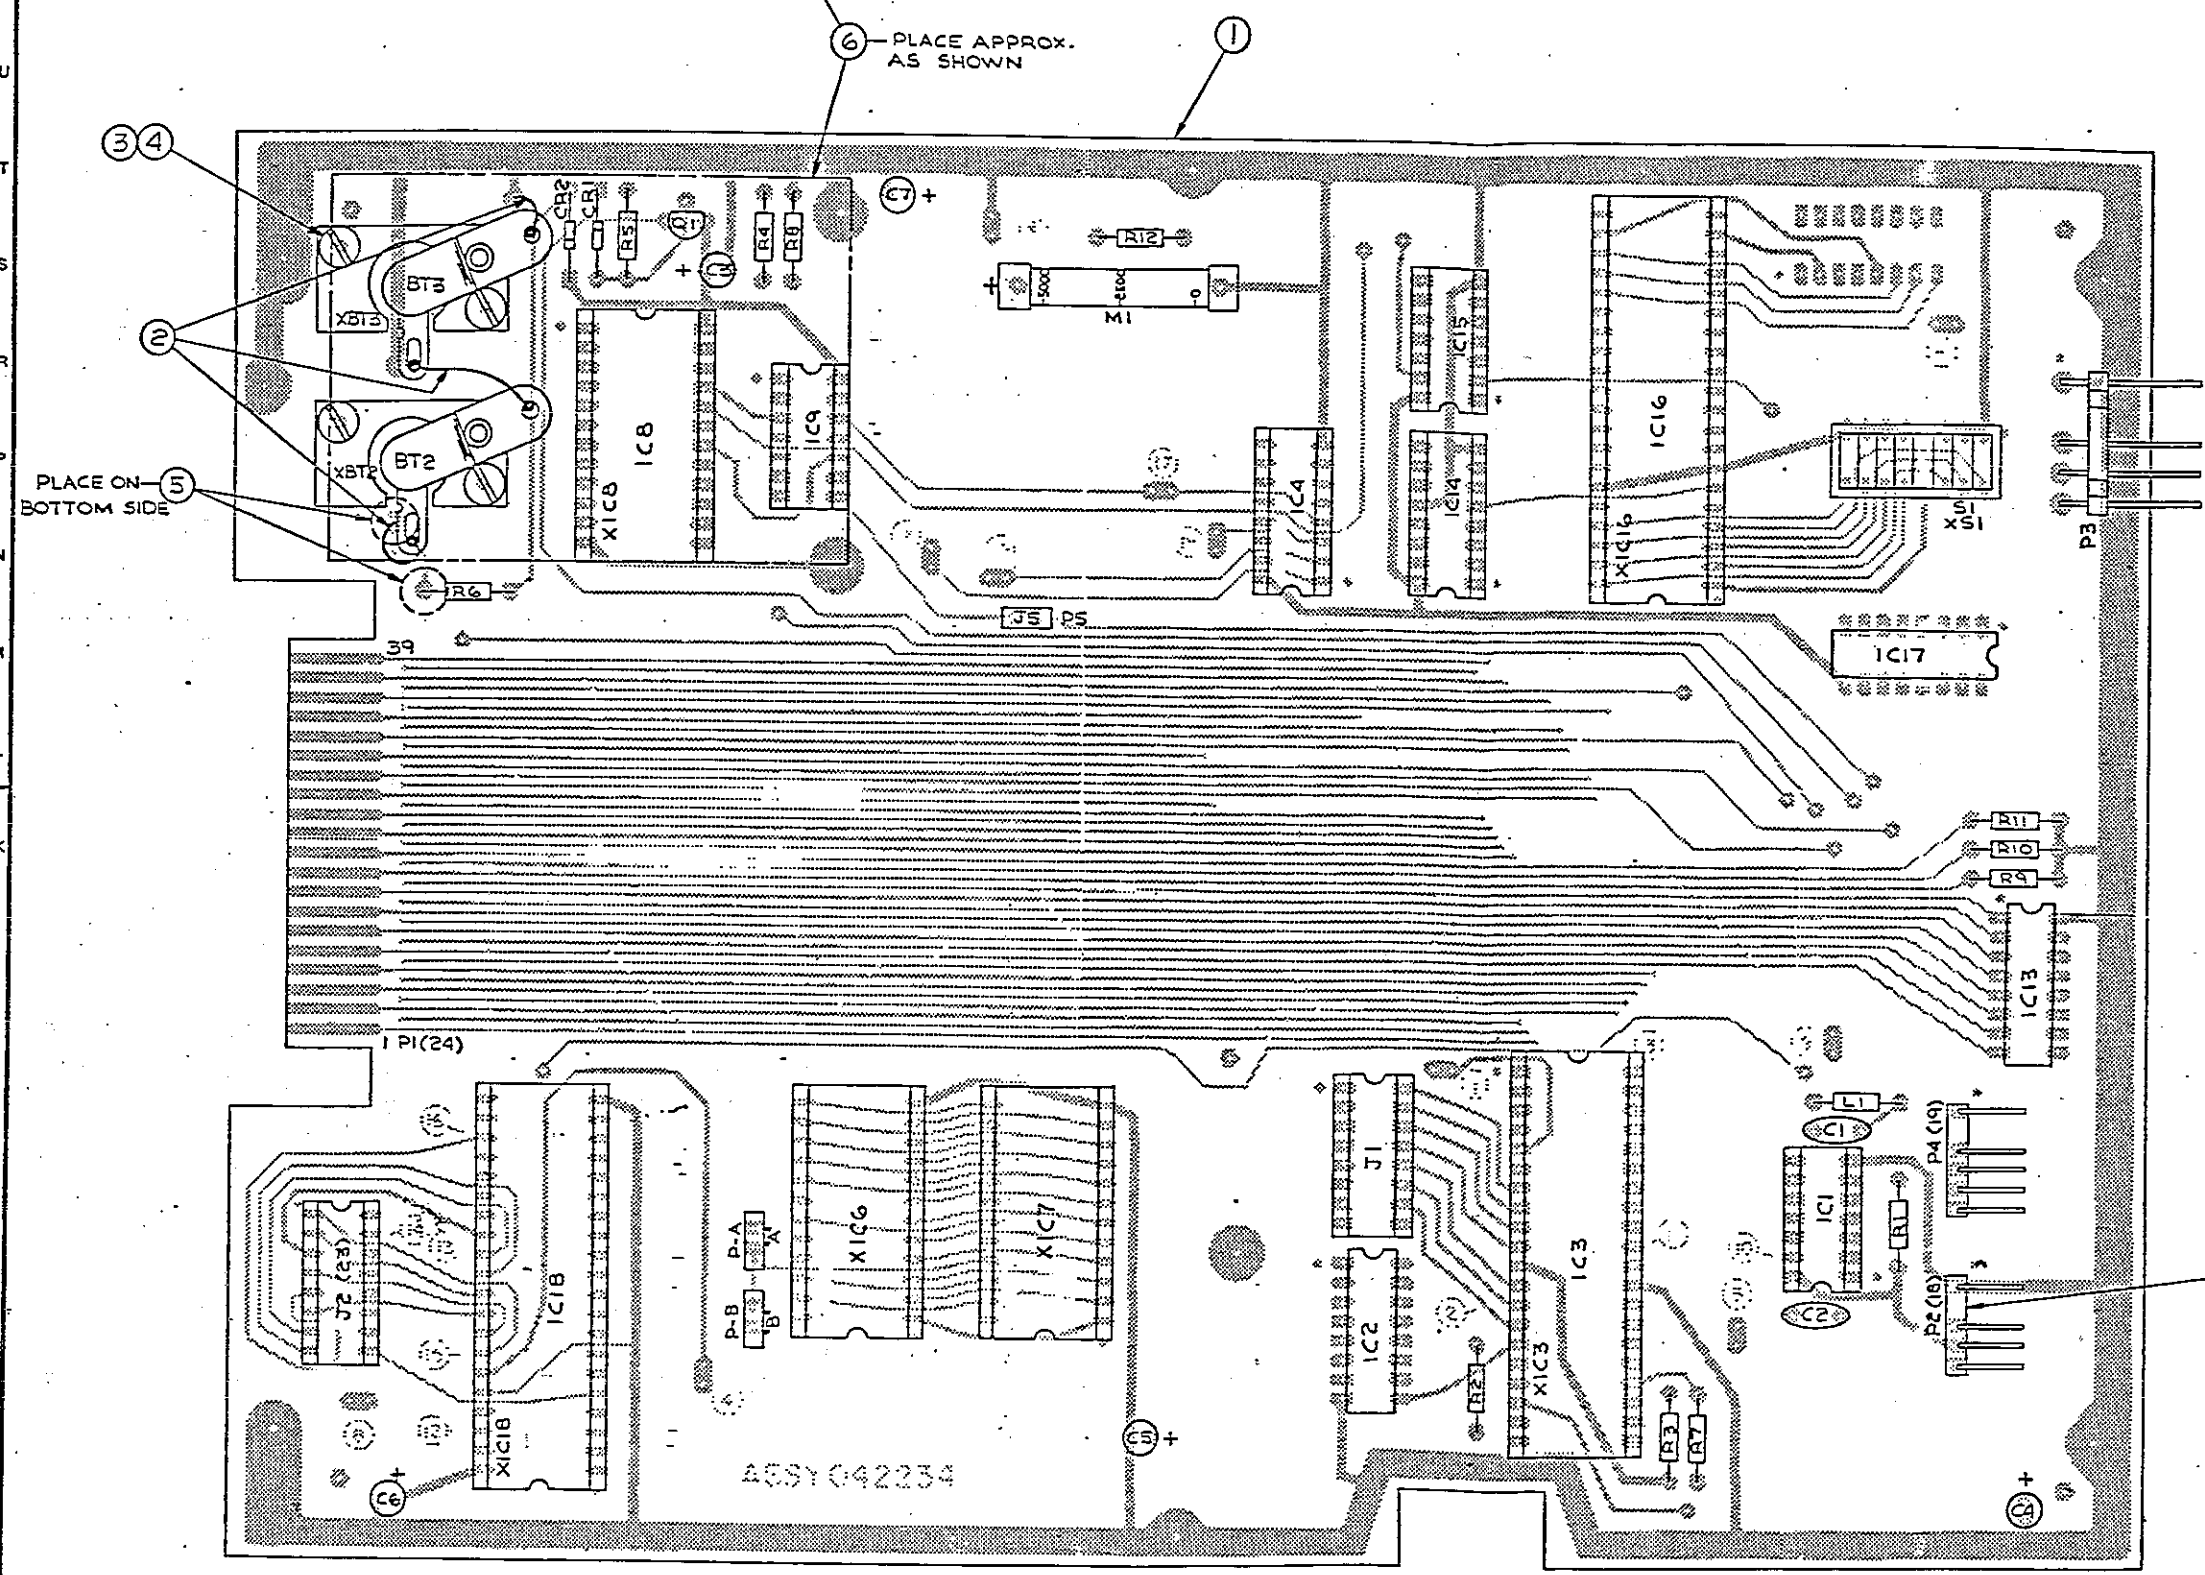 6 PLACE APPROX.
AS SHOWN
1
3 4
2
PLACE ON 5
BOTTOM SIDE
BT3
XBT3
BT2
XBT2
CR2
CR1
R5
Q1
R4
R8
C7 +
+ C3
R12
+
-5000
-0
M1
IC8
XIC8
IC9
IC15
IC14
IC4
IC16
XIC16
S1
XS1
P3
R6
J5 P5
IC17
39
R11
R10
R9
IC13
1 P1(24)
L1
C1
P4(19)
IC1
R1
P2(18)
C2
J1
IC2
IC3
XIC3
R2
R3
R7
J2 (23)
IC18
XIC18
P-A
"A"
P-B
"B"
XIC6
XIC7
C5 +
C6 +
ASSY 042234
+